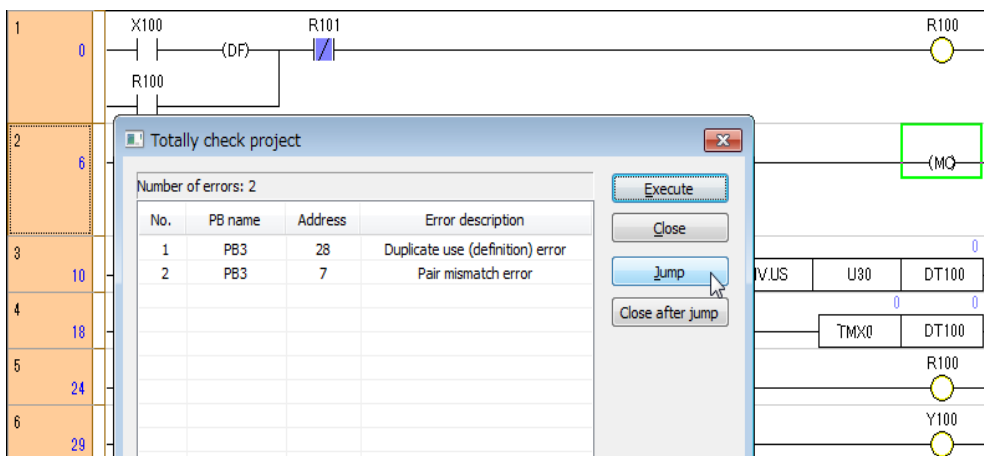 1 X100 R101 R100
0 (DF)
R100
2 Totally check project
6 Number of errors: 2 Execute (MC)
No. PB name Address Error description Close
1 PB3 28 Duplicate use (definition) error
2 PB3 7 Pair mismatch error Jump
3 0
10 IV.US U30 DT100
Close after jump
4 0 0
18 TMX0 DT100
5 R100
24
6 Y100
29